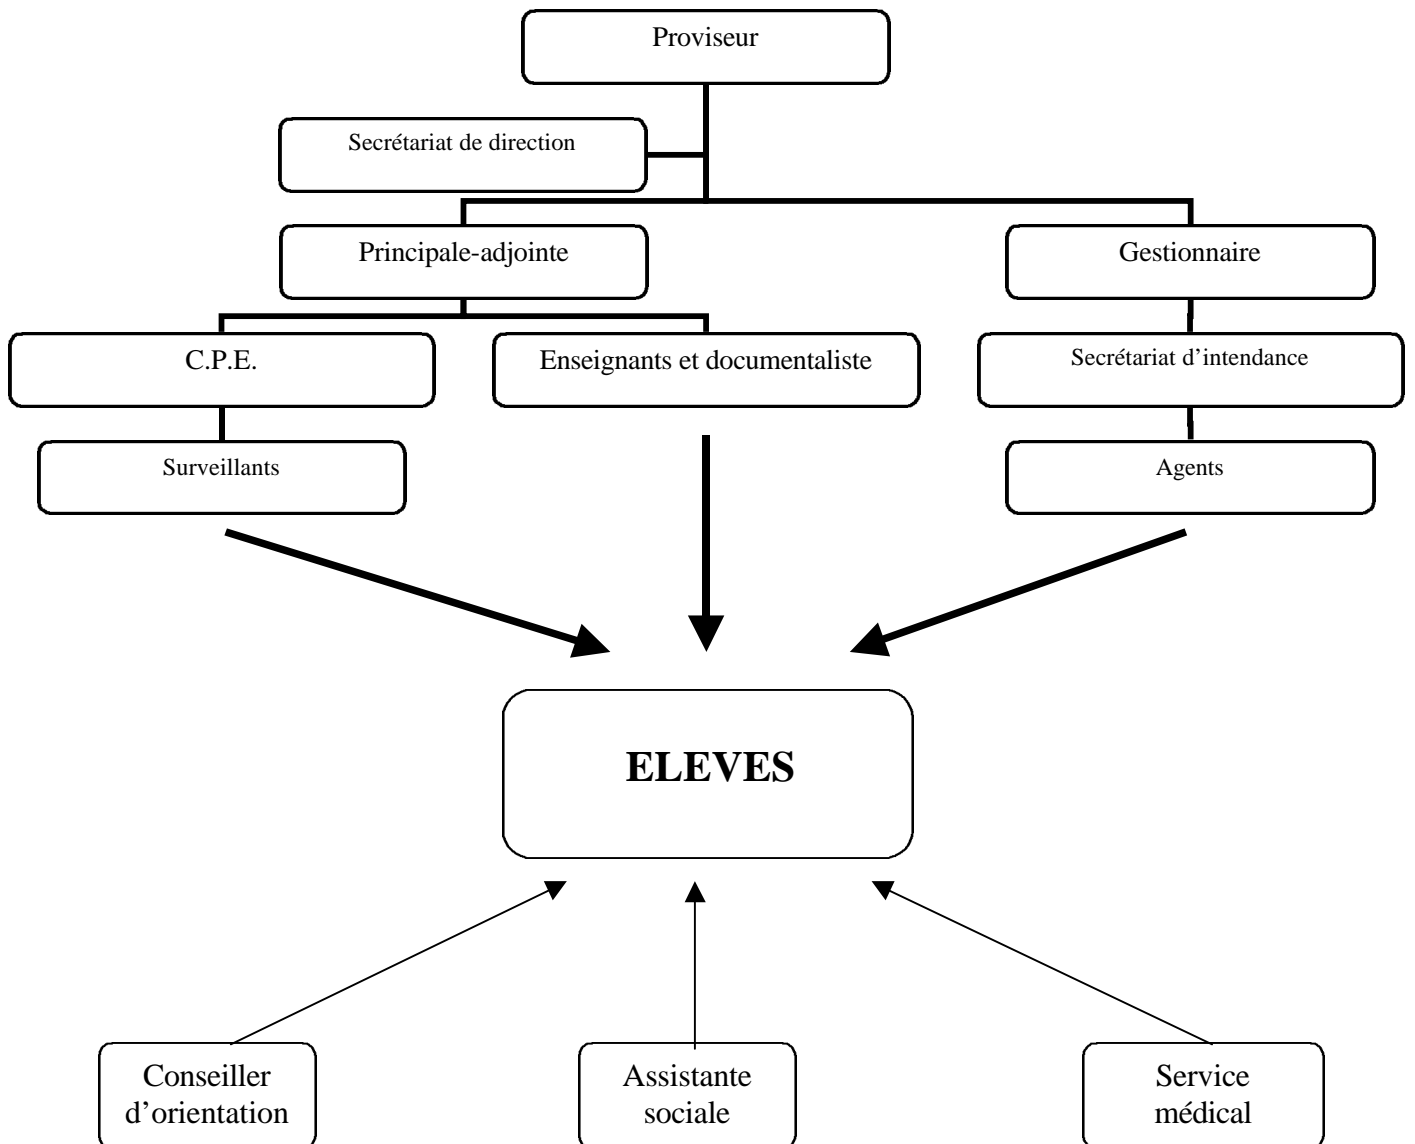 Proviseur
Secrétariat de direction
Principale-adjointe
Gestionnaire
C.P.E.
Enseignants et documentaliste
Secrétariat d’intendance
Surveillants
Agents
ELEVES
Conseiller
d’orientation
Assistante
sociale
Service
médical